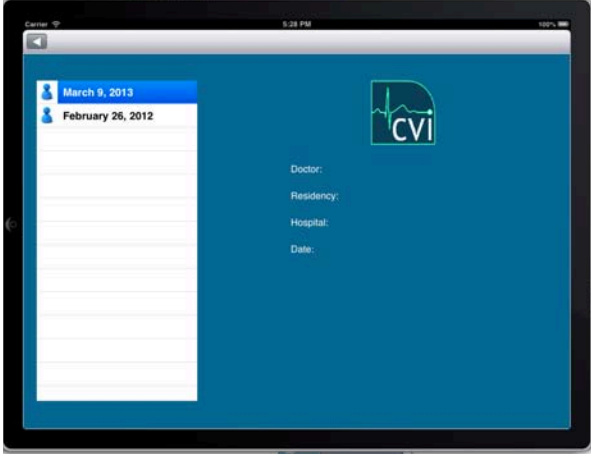 Carrier 5:28 PM 100%
March 9, 2013
February 26, 2012
CVi
Doctor:
Residency:
Hospital:
Date: